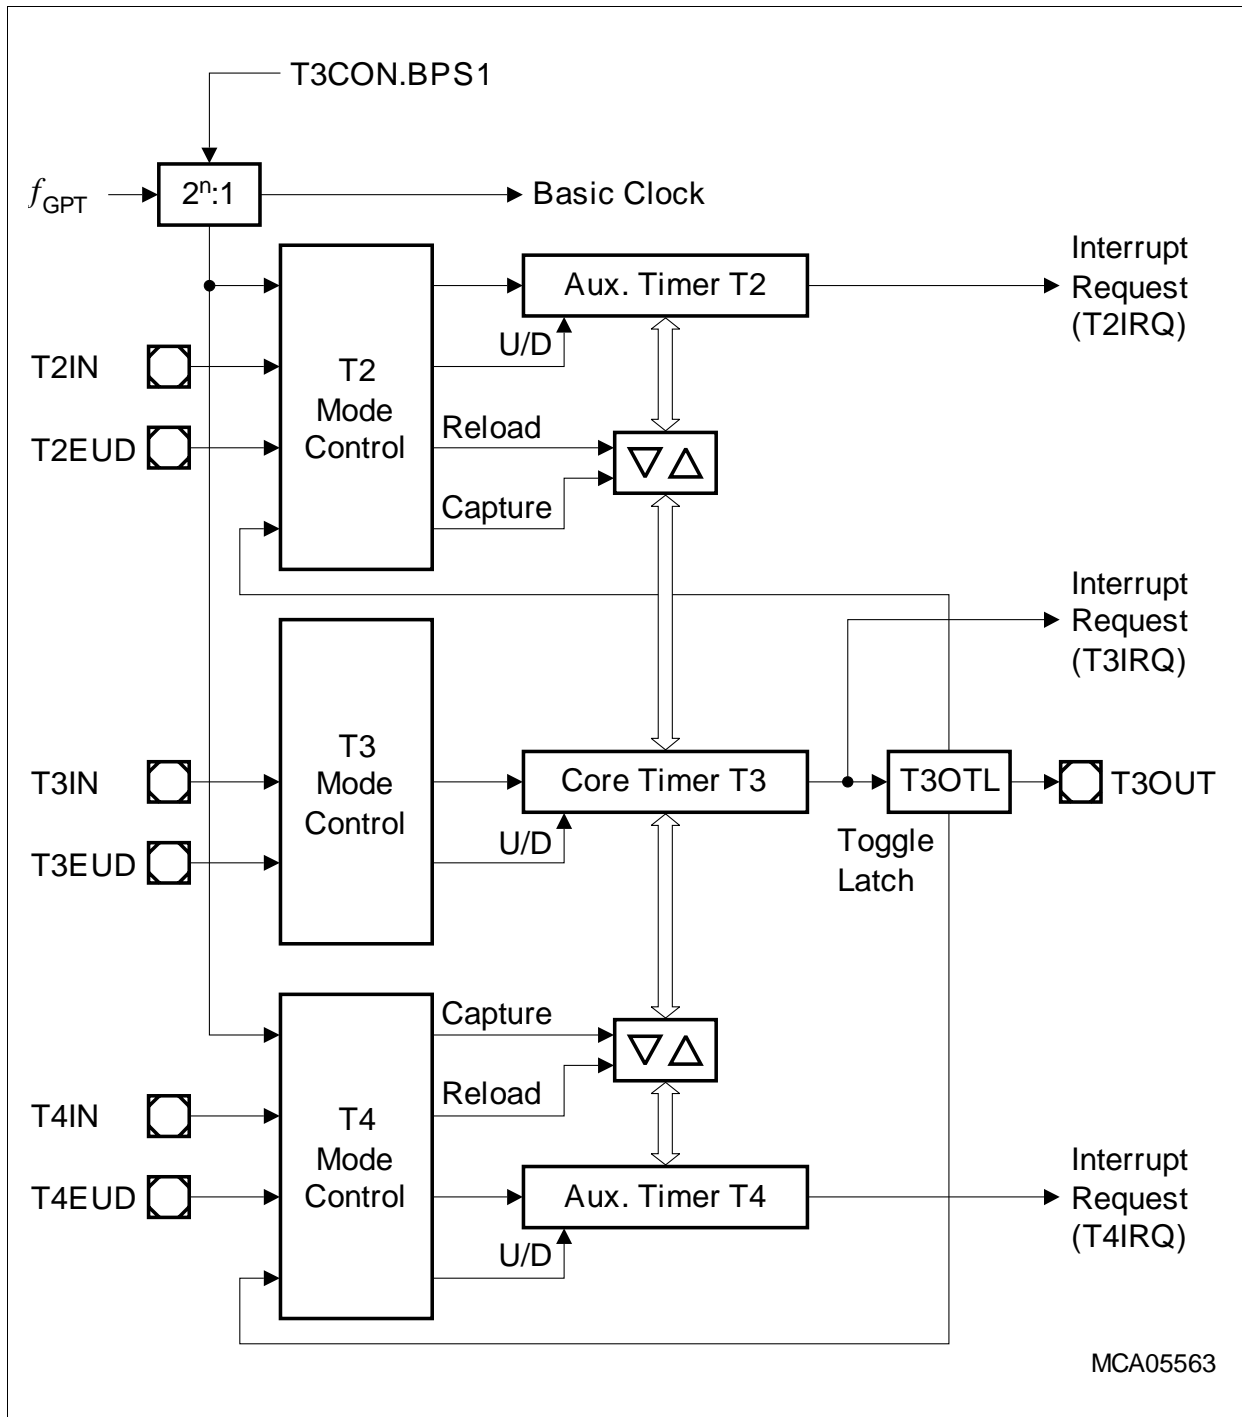 T3CON.BPS1
fGPT
2ⁿ:1
Basic Clock
Interrupt
Request
(T2IRQ)
Aux. Timer T2
U/D
T2IN
T2
Mode
Control
T2EUD
Reload
Capture
Interrupt
Request
(T3IRQ)
T3
Mode
Control
T3IN
Core Timer T3
T3OTL
T3OUT
U/D
T3EUD
Toggle
Latch
Capture
Reload
T4IN
T4
Mode
Control
T4EUD
Aux. Timer T4
U/D
Interrupt
Request
(T4IRQ)
MCA05563